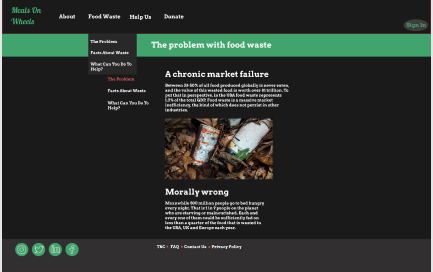 Meals On
Wheels
About
Food Waste
Help Us
Donate
Sign In
The Problem
Facts About Waste
What Can You Do To
Help?
The Problem
Facts About Waste
What Can You Do To
Help?
The problem with food waste
A chronic market failure
Between 33-50% of all food produced globally is never eaten,
and the value of this wasted food is worth over $1 trillion. To
put that in perspective, in the USA food waste represents
1.3% of the total GDP. Food waste is a massive market
inefficiency, the kind of which does not persist in other
industries.
Morally wrong
Meanwhile 800 million people go to bed hungry
every night. That is 1 in 9 people on the planet
who are starving or malnourished. Each and
every one of them could be sufficiently fed on
less than a quarter of the food that is wasted in
the USA, UK and Europe each year.
T&C
FAQ
Contact Us
Privacy Policy